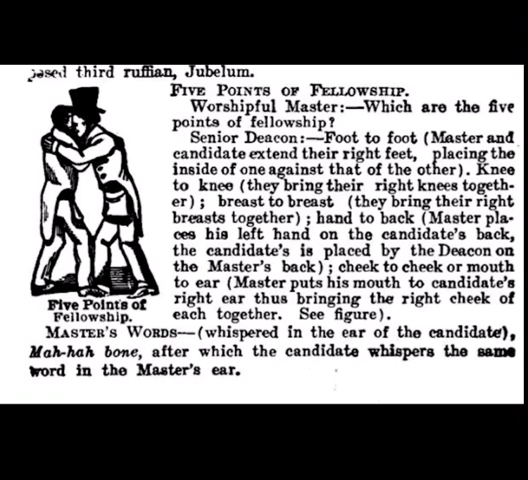 posed third ruffian, Jubelum.
FIVE POINTS OF FELLOWSHIP.
Worshipful Master:—Which are the five
points of fellowship?
Senior Deacon:—Foot to foot (Master and
candidate extend their right feet, placing the
inside of one against that of the other). Knee
to knee (they bring their right knees togeth-
er) ; breast to breast (they bring their right
breasts together) ; hand to back (Master pla-
ces his left hand on the candidate's back,
the candidate's is placed by the Deacon on
the Master's back) ; cheek to cheek or mouth
to ear (Master puts his mouth to candidate's
right ear thus bringing the right cheek of
each together. See figure).
Five Points of
Fellowship.
MASTER'S WORDS—(whispered in the ear of the candidate),
Mah-hah bone, after which the candidate whispers the same
word in the Master's ear.